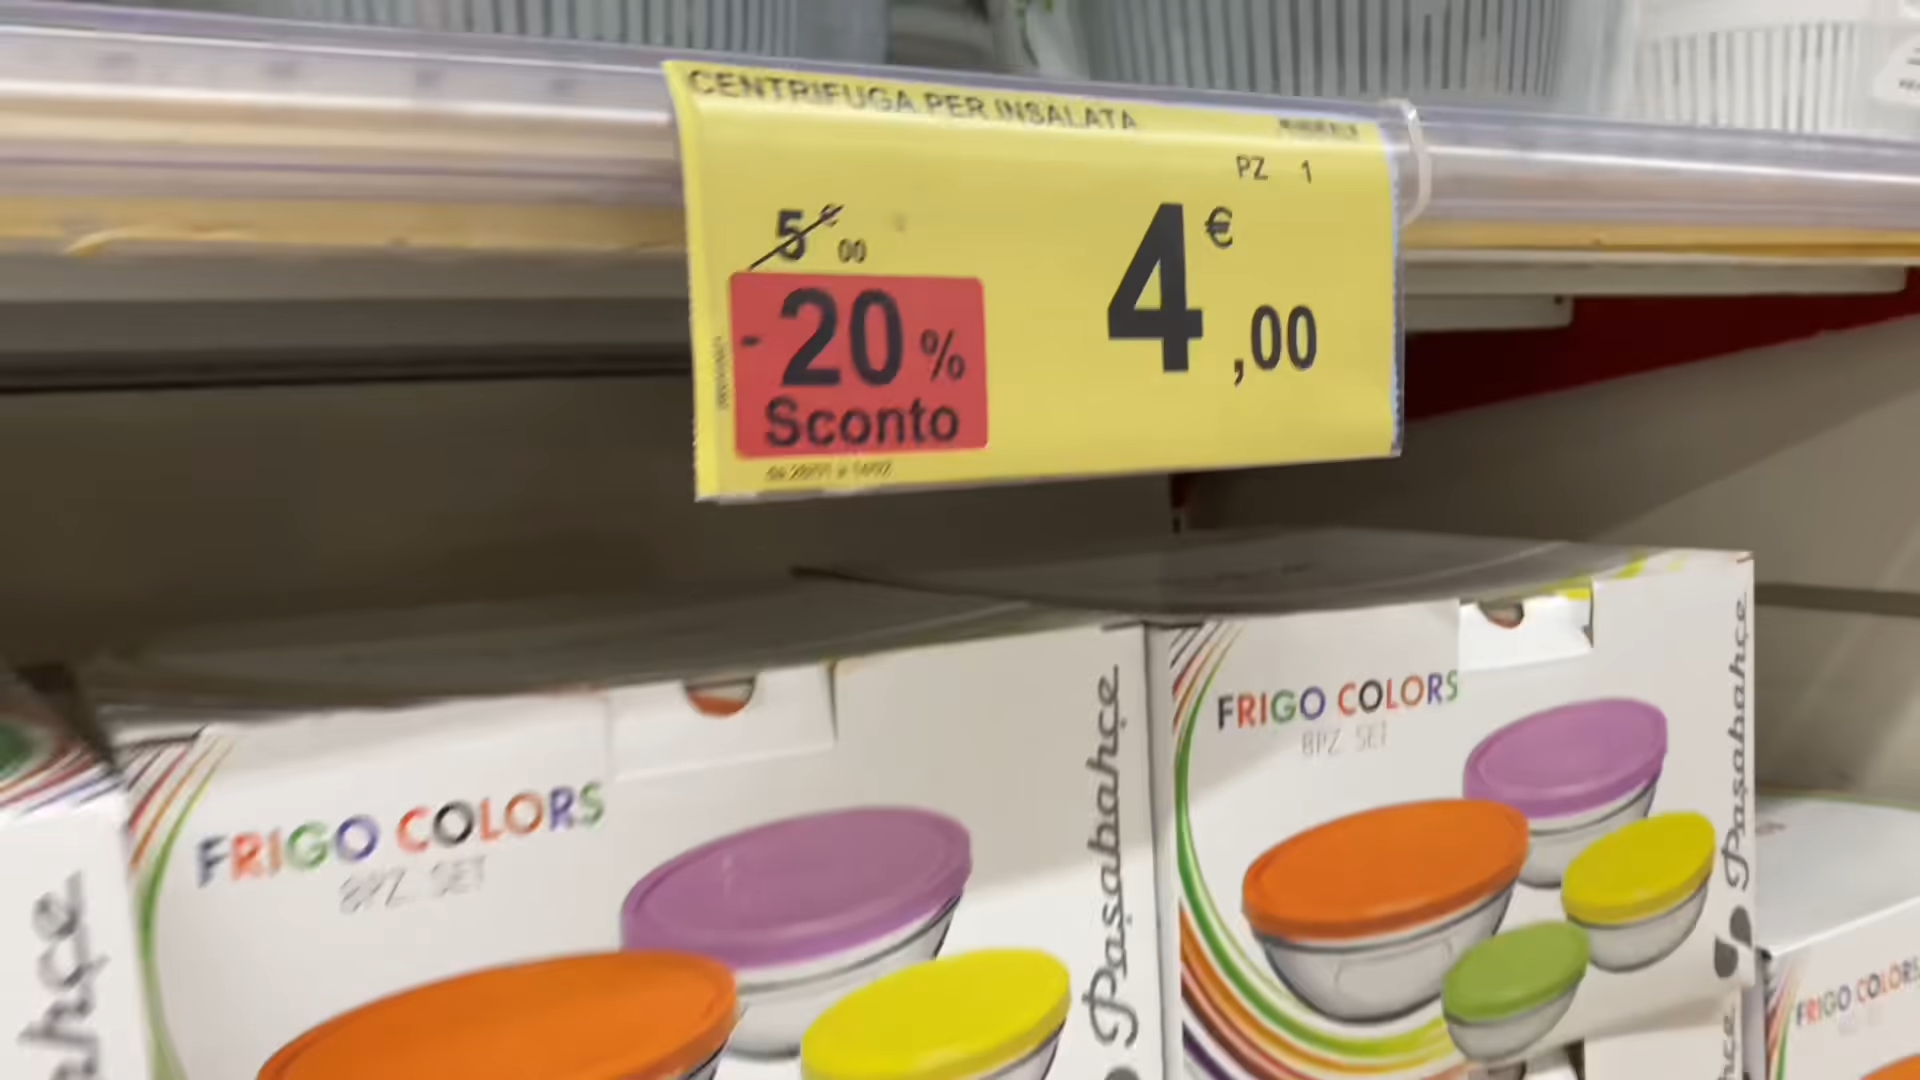 CENTRIFUGA PER INSALATA
PZ 1
5 € 00
4 € ,00
- 20 %
Sconto
FRIGO COLORS
8PZ. SET
Paşabahçe
FRIGO COLORS
8PZ. SET
Paşabahçe
FRIGO COLORS